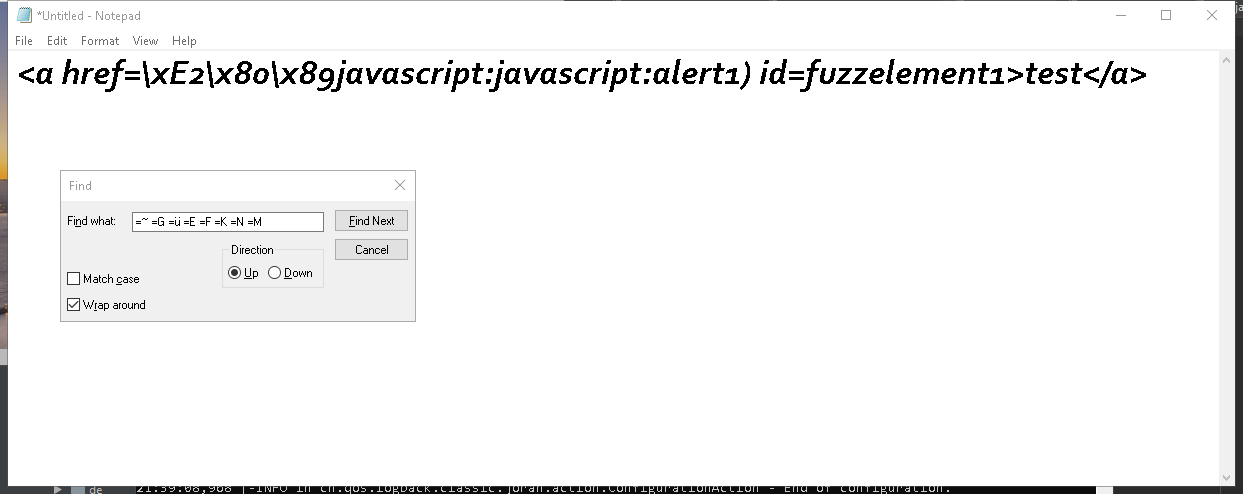 *Untitled - Notepad
File Edit Format View Help
<a href=\xE2\x80\x89javascript:javascript:alert1) id=fuzzelement1>test</a>
Find
Find what: =~ =G =ü =E =F =K =N =M Find Next
Direction Cancel
Up Down
Match case
Wrap around
de 21:39:08,968 |-INFO in ch.qos.logback.classic.joran.action.ConfigurationAction - End of configuration.